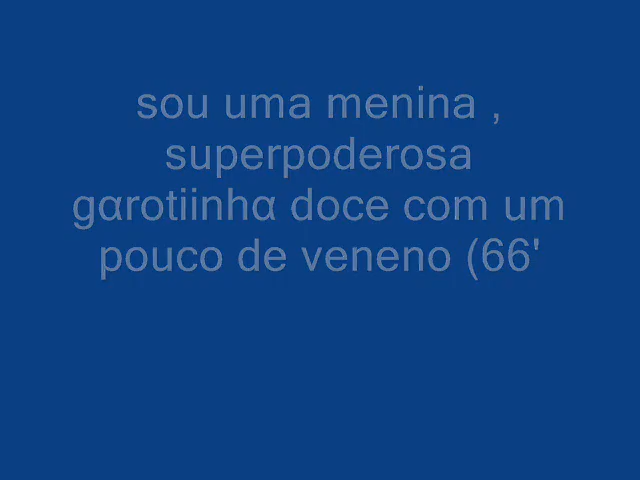 sou uma menina ,
superpoderosa
gαrotiinhα doce com um
pouco de veneno (66'